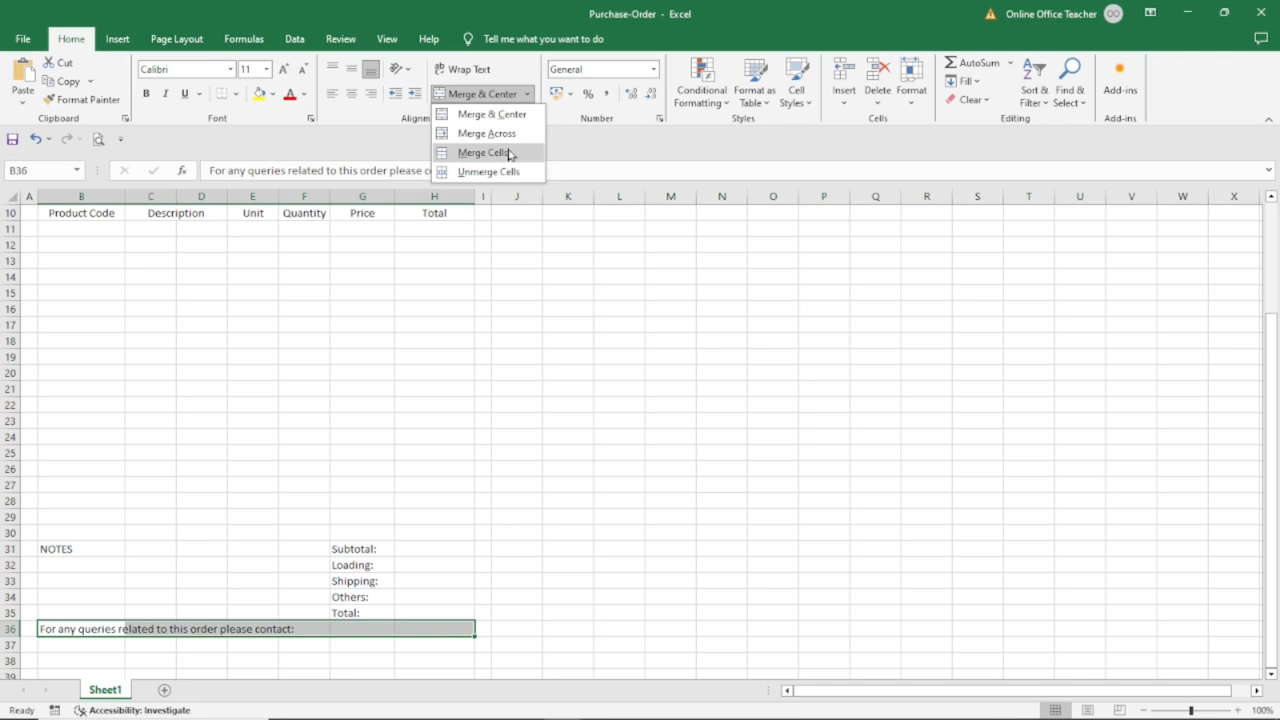 Purchase-Order - Excel
Online Office Teacher OO
File Home Insert Page Layout Formulas Data Review View Help Tell me what you want to do
Paste
Cut
Copy
Format Painter
Clipboard
Calibri 11
B I U
Font
Wrap Text
Merge & Center
Alignm
General
Number
Conditional Formatting
Format as Table
Cell Styles
Styles
Insert Delete Format
Cells
AutoSum
Fill
Clear
Sort & Filter
Find & Select
Editing
Add-ins
Add-ins
Merge & Center
Merge Across
Merge Cells
Unmerge Cells
B36 fx For any queries related to this order please c
A B C D E F G H I J K L M N O P Q R S T U V W X
10 Product Code Description Unit Quantity Price Total
11
12
13
14
15
16
17
18
19
20
21
22
23
24
25
26
27
28
29
30
31 NOTES Subtotal:
32 Loading:
33 Shipping:
34 Others:
35 Total:
36 For any queries related to this order please contact:
37
38
39
Sheet1
Ready Accessibility: Investigate 100%